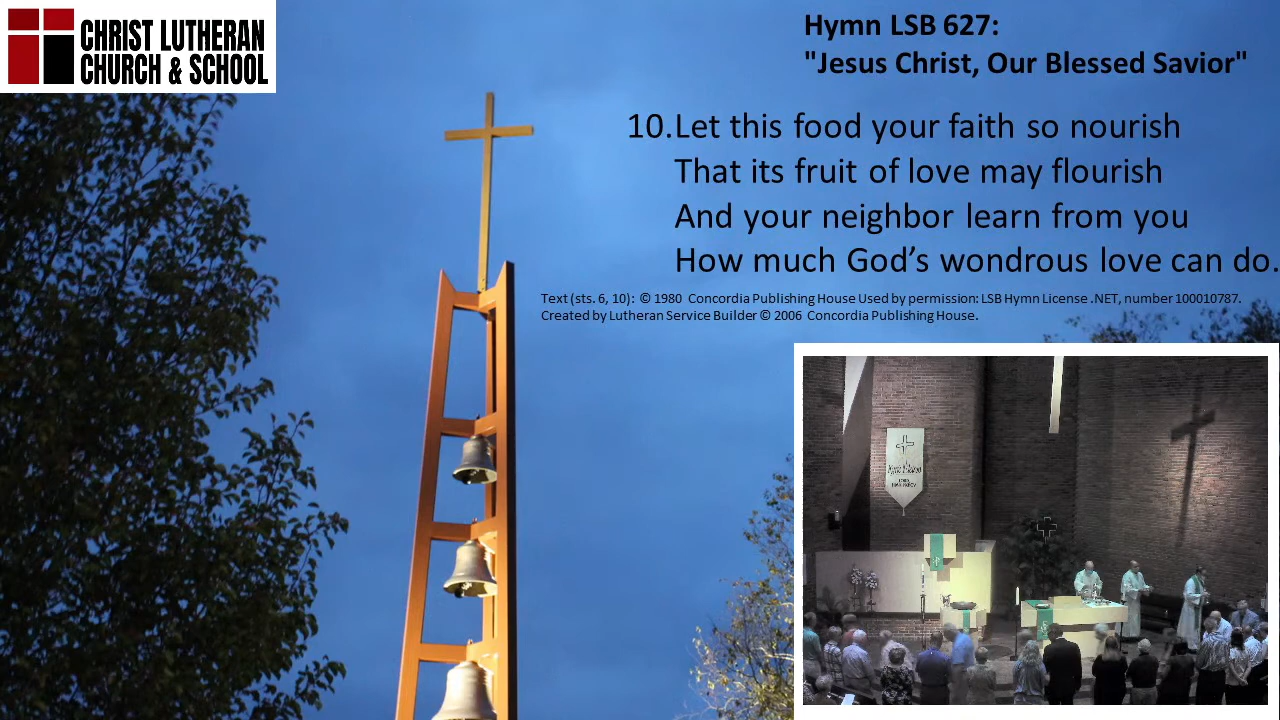 CHRIST LUTHERAN
CHURCH & SCHOOL
Hymn LSB 627:
"Jesus Christ, Our Blessed Savior"
10.Let this food your faith so nourish
That its fruit of love may flourish
And your neighbor learn from you
How much God’s wondrous love can do.
Text (sts. 6, 10): © 1980 Concordia Publishing House Used by permission: LSB Hymn License .NET, number 100010787.
Created by Lutheran Service Builder © 2006 Concordia Publishing House.